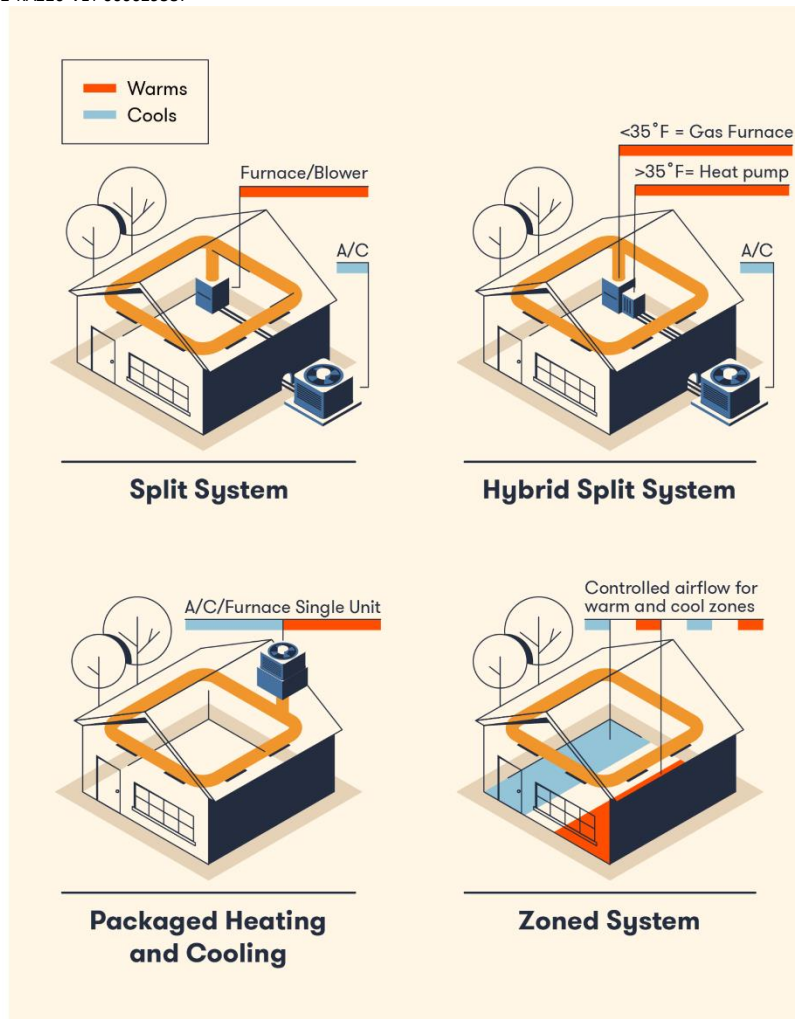 Warms
Cools
Furnace/Blower
A/C
Split System
<35°F = Gas Furnace
>35°F= Heat pump
A/C
Hybrid Split System
A/C/Furnace Single Unit
Packaged Heating
and Cooling
Controlled airflow for
warm and cool zones
Zoned System